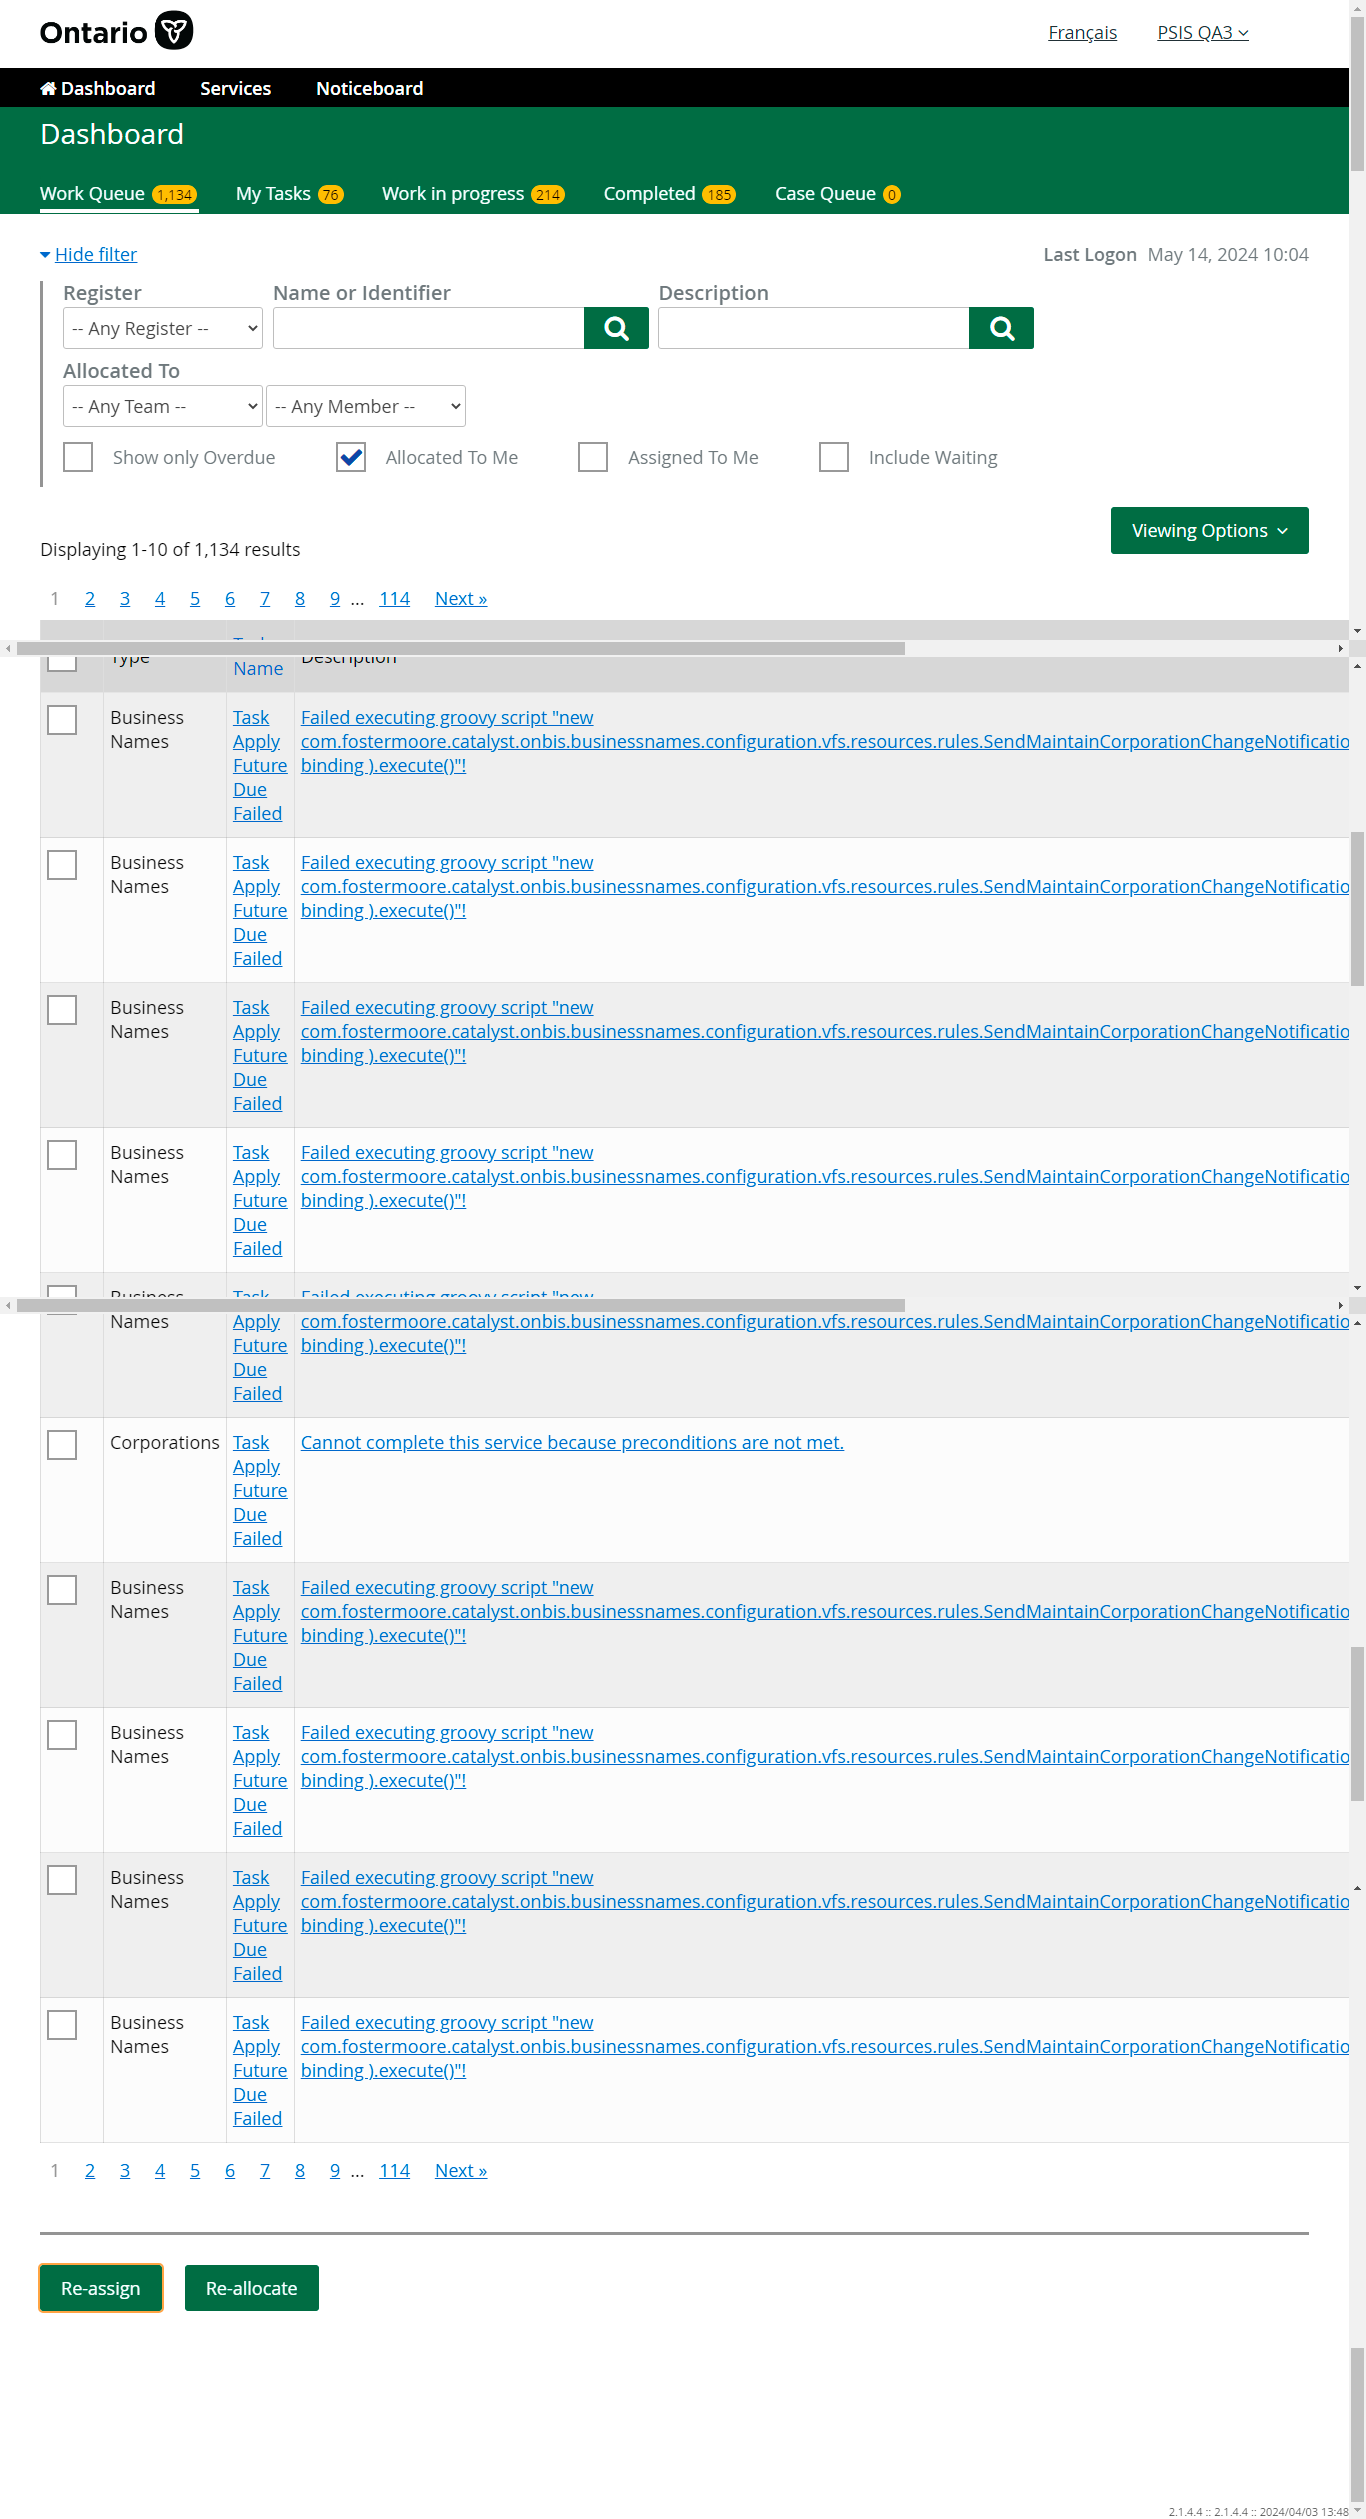 Ontario
Français PSIS QA3
Dashboard Services Noticeboard
Dashboard
Work Queue 1,134 My Tasks 76 Work in progress 214 Completed 185 Case Queue 0
Hide filter Last Logon May 14, 2024 10:04
Register Name or Identifier Description
-- Any Register --
Allocated To
-- Any Team -- -- Any Member --
Show only Overdue Allocated To Me Assigned To Me Include Waiting
Viewing Options
Displaying 1-10 of 1,134 results
1 2 3 4 5 6 7 8 9 ... 114 Next »
Type Description
Name
Business Task Failed executing groovy script "new
Names Apply com.fostermoore.catalyst.onbis.businessnames.configuration.vfs.resources.rules.SendMaintainCorporationChangeNotificatio
Future binding ).execute()"!
Due
Failed
Business Task Failed executing groovy script "new
Names Apply com.fostermoore.catalyst.onbis.businessnames.configuration.vfs.resources.rules.SendMaintainCorporationChangeNotificatio
Future binding ).execute()"!
Due
Failed
Business Task Failed executing groovy script "new
Names Apply com.fostermoore.catalyst.onbis.businessnames.configuration.vfs.resources.rules.SendMaintainCorporationChangeNotificatio
Future binding ).execute()"!
Due
Failed
Business Task Failed executing groovy script "new
Names Apply com.fostermoore.catalyst.onbis.businessnames.configuration.vfs.resources.rules.SendMaintainCorporationChangeNotificatio
Future binding ).execute()"!
Due
Failed
Business Task Failed executing groovy script "new
Names Apply com.fostermoore.catalyst.onbis.businessnames.configuration.vfs.resources.rules.SendMaintainCorporationChangeNotificatio
Future binding ).execute()"!
Due
Failed
Corporations Task Cannot complete this service because preconditions are not met.
Apply
Future
Due
Failed
Business Task Failed executing groovy script "new
Names Apply com.fostermoore.catalyst.onbis.businessnames.configuration.vfs.resources.rules.SendMaintainCorporationChangeNotificatio
Future binding ).execute()"!
Due
Failed
Business Task Failed executing groovy script "new
Names Apply com.fostermoore.catalyst.onbis.businessnames.configuration.vfs.resources.rules.SendMaintainCorporationChangeNotificatio
Future binding ).execute()"!
Due
Failed
Business Task Failed executing groovy script "new
Names Apply com.fostermoore.catalyst.onbis.businessnames.configuration.vfs.resources.rules.SendMaintainCorporationChangeNotificatio
Future binding ).execute()"!
Due
Failed
Business Task Failed executing groovy script "new
Names Apply com.fostermoore.catalyst.onbis.businessnames.configuration.vfs.resources.rules.SendMaintainCorporationChangeNotificatio
Future binding ).execute()"!
Due
Failed
1 2 3 4 5 6 7 8 9 ... 114 Next »
Re-assign Re-allocate
2.1.4.4 :: 2.1.4.4 :: 2024/04/03 13:48